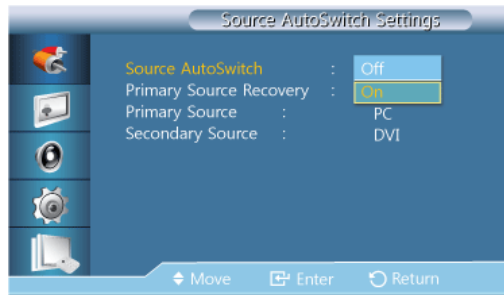 Source AutoSwitch Settings
Source AutoSwitch : Off
Primary Source Recovery : On
Primary Source : PC
Secondary Source : DVI
Move Enter Return